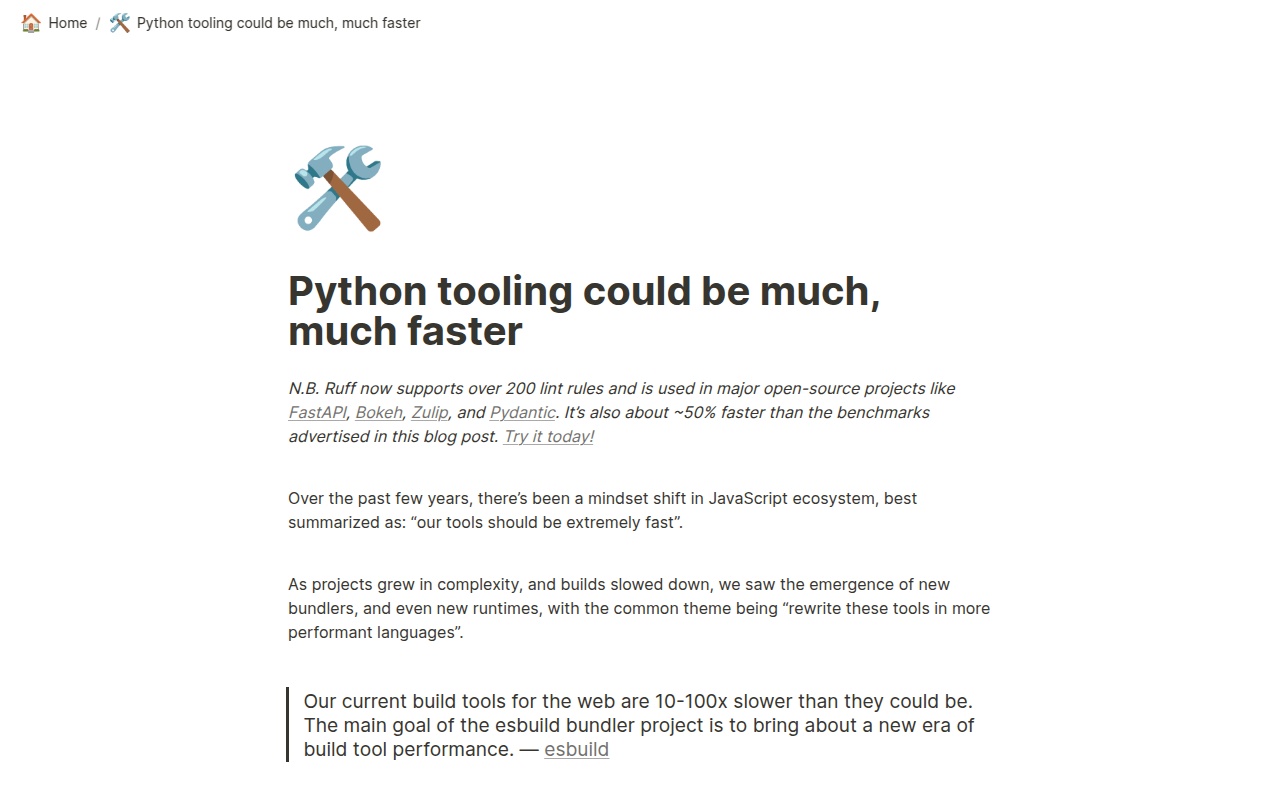 Home / Python tooling could be much, much faster
Python tooling could be much,
much faster
N.B. Ruff now supports over 200 lint rules and is used in major open-source projects like
FastAPI, Bokeh, Zulip, and Pydantic. It’s also about ~50% faster than the benchmarks
advertised in this blog post. Try it today!
Over the past few years, there’s been a mindset shift in JavaScript ecosystem, best
summarized as: “our tools should be extremely fast”.
As projects grew in complexity, and builds slowed down, we saw the emergence of new
bundlers, and even new runtimes, with the common theme being “rewrite these tools in more
performant languages”.
Our current build tools for the web are 10-100x slower than they could be.
The main goal of the esbuild bundler project is to bring about a new era of
build tool performance. — esbuild